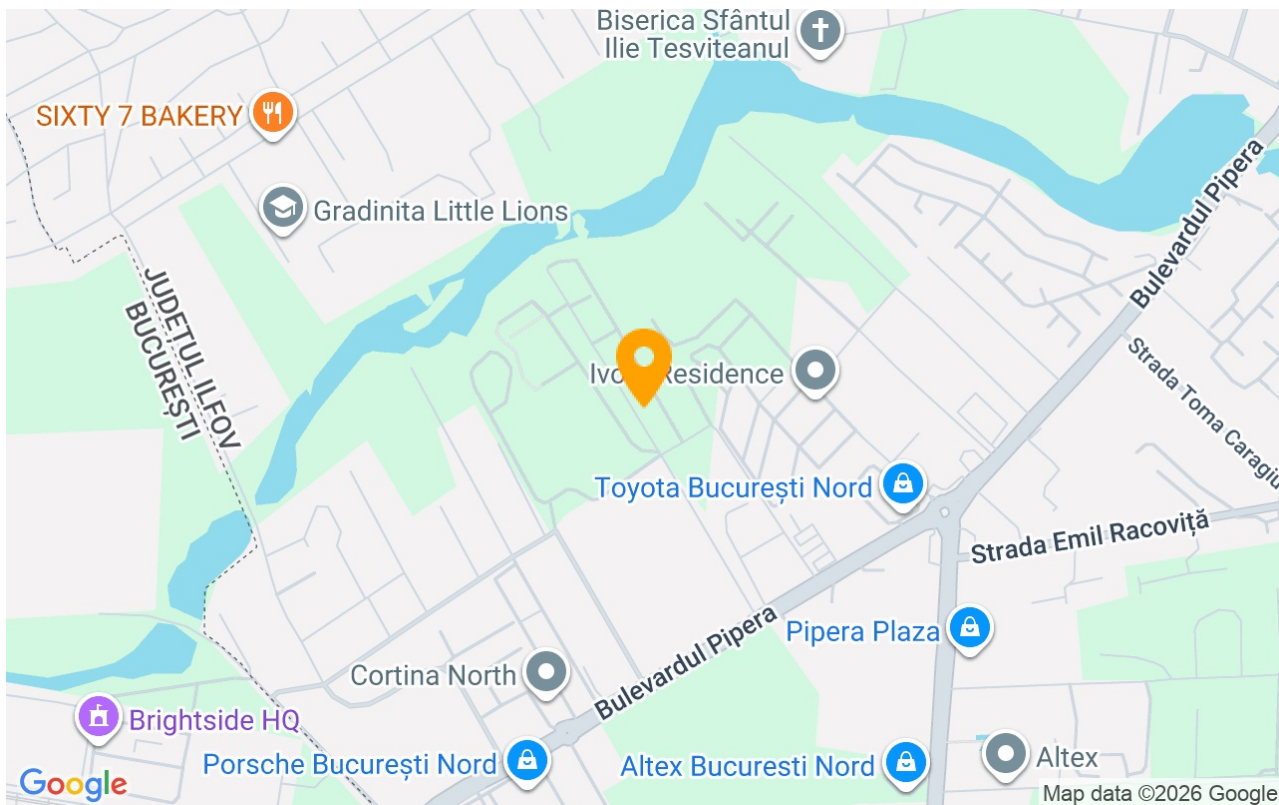 Biserica Sfântul
Ilie Tesviteanul
SIXTY 7 BAKERY
Gradinita Little Lions
Bulevardul Pipera
JUDEȚUL ILFOV
BUCUREȘTI
Residence
Strada Toma Caragiu
Toyota București Nord
Strada Emil Racoviță
Pipera Plaza
Bulevardul Pipera
Cortina North
Brightside HQ
Porsche București Nord
Altex Bucuresti Nord
Altex
Google
Map data ©2026 Google